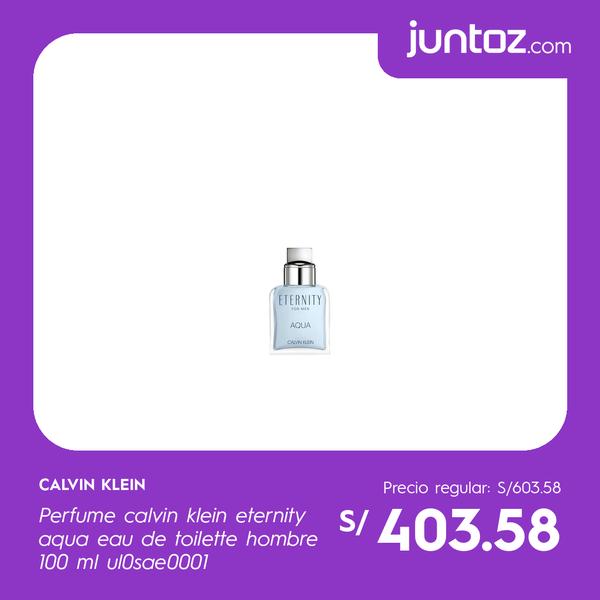 juntoz.com
ETERNITY
FOR MEN
AQUA
CALVIN KLEIN
CALVIN KLEIN
Perfume calvin klein eternity
aqua eau de toilette hombre
100 ml ul0sae0001
Precio regular: S/603.58
S/ 403.58